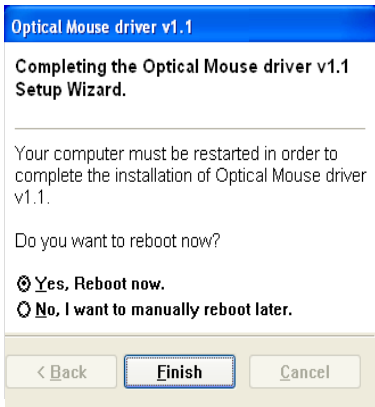 Optical Mouse driver v1.1
Completing the Optical Mouse driver v1.1
Setup Wizard.
Your computer must be restarted in order to
complete the installation of Optical Mouse driver
v1.1.
Do you want to reboot now?
Yes, Reboot now.
No, I want to manually reboot later.
< Back Finish Cancel